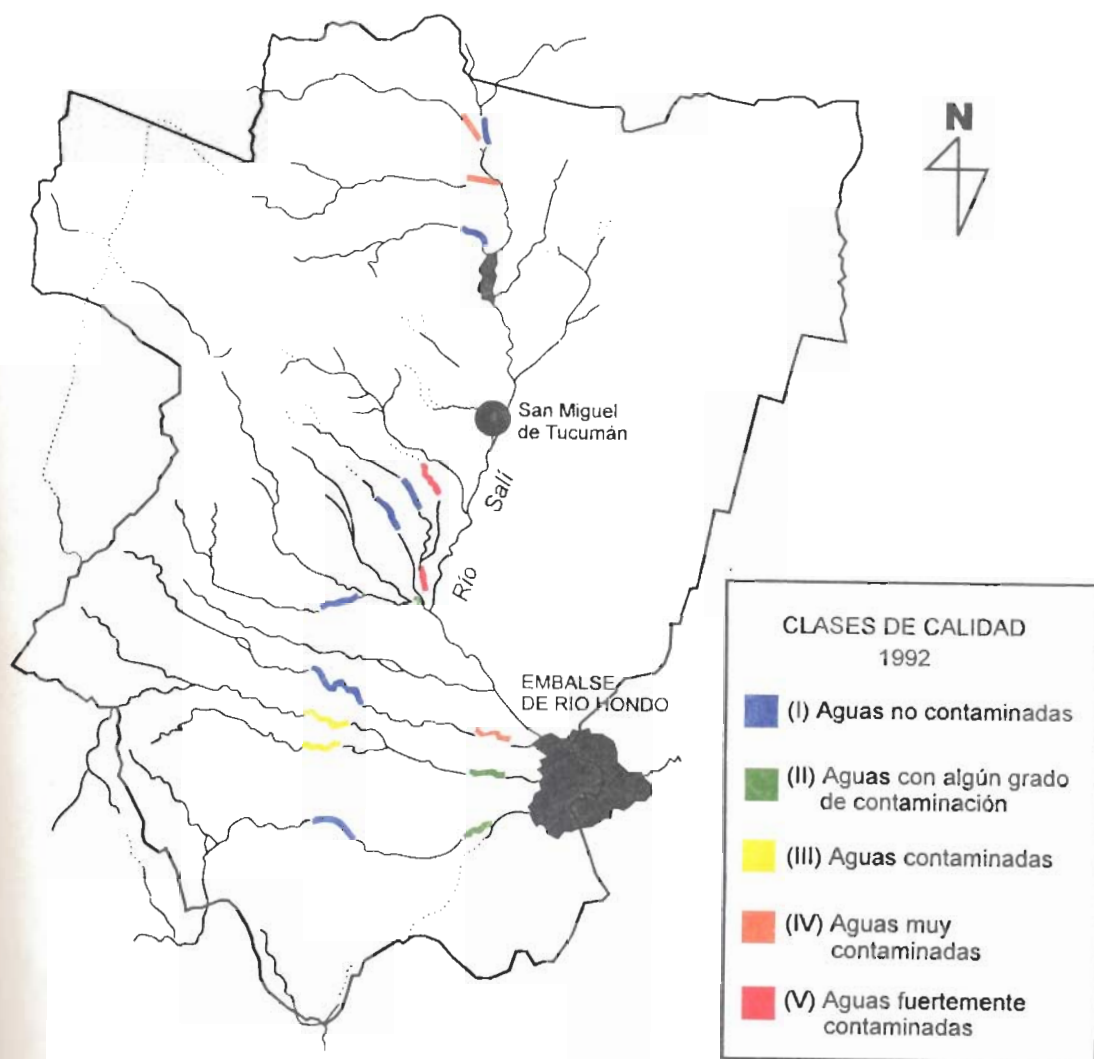 N
San Miguel
de Tucumán
Río Salí
EMBALSE
DE RIO HONDO
CLASES DE CALIDAD
1992
(I) Aguas no contaminadas
(II) Aguas con algún grado
de contaminación
(III) Aguas contaminadas
(IV) Aguas muy
contaminadas
(V) Aguas fuertemente
contaminadas